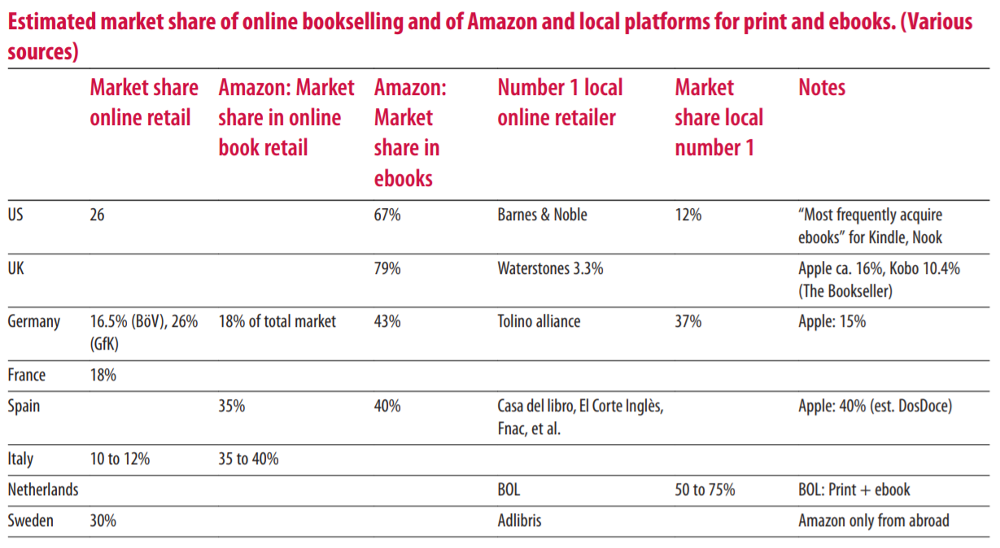 Estimated market share of online bookselling and of Amazon and local platforms for print and ebooks. (Various
sources)
Market share Amazon: Market Amazon: Number 1 local Market Notes
online retail share in online Market online retailer share local
book retail share in number 1
ebooks
US 26 67% Barnes & Noble 12% “Most frequently acquire
ebooks” for Kindle, Nook
UK 79% Waterstones 3.3% Apple ca. 16%, Kobo 10.4%
(The Bookseller)
Germany 16.5% (BöV), 26% 18% of total market 43% Tolino alliance 37% Apple: 15%
(GfK)
France 18%
Spain 35% 40% Casa del libro, El Corte Inglès, Apple: 40% (est. DosDoce)
Fnac, et al.
Italy 10 to 12% 35 to 40%
Netherlands BOL 50 to 75% BOL: Print + ebook
Sweden 30% Adlibris Amazon only from abroad